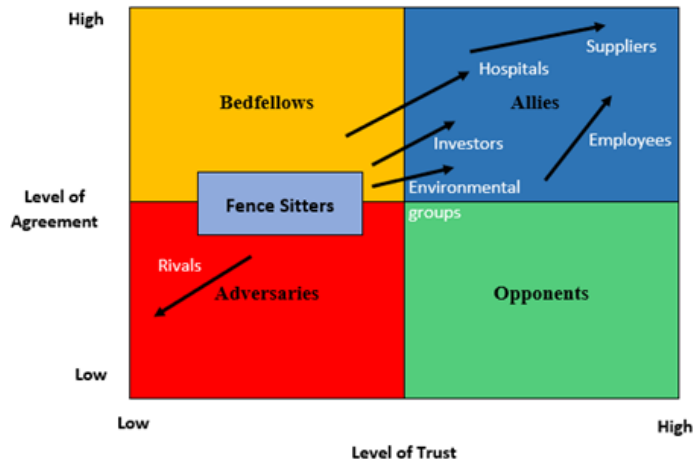 High
Suppliers
Hospitals
Bedfellows
Allies
Investors
Employees
Level of
Agreement
Environmental
groups
Fence Sitters
Rivals
Adversaries
Opponents
Low
Low
High
Level of Trust